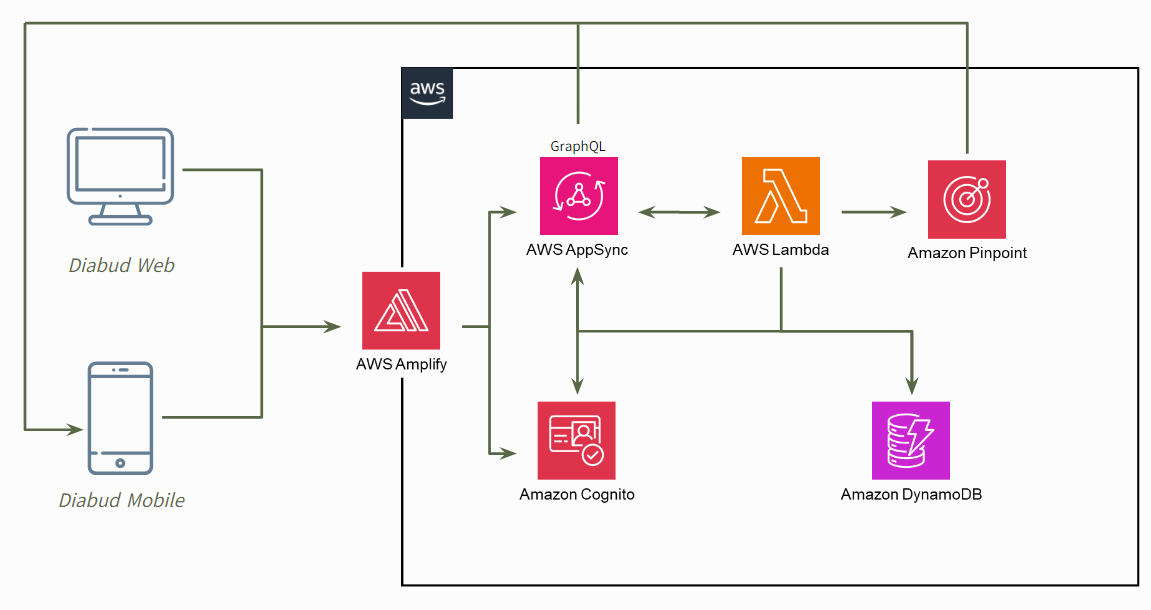 aws
GraphQL
AWS AppSync
AWS Lambda
Amazon Pinpoint
Diabud Web
AWS Amplify
Diabud Mobile
Amazon Cognito
Amazon DynamoDB